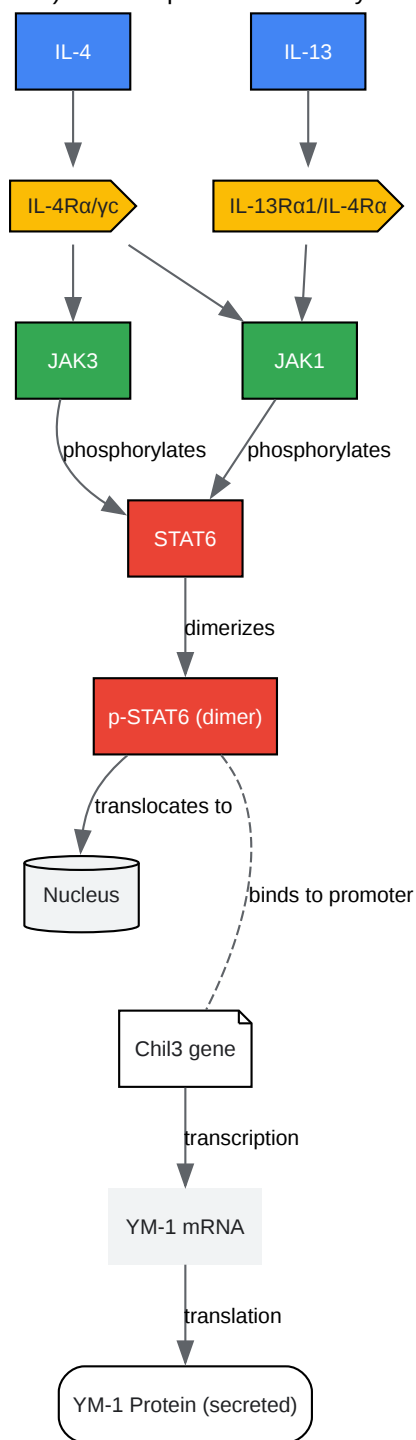 IL-4
IL-13
IL-4Rα/γc
IL-13Rα1/IL-4Rα
JAK3
JAK1
phosphorylates
phosphorylates
STAT6
dimerizes
p-STAT6 (dimer)
translocates to
Nucleus
binds to promoter
Chil3 gene
transcription
YM-1 mRNA
translation
YM-1 Protein (secreted)